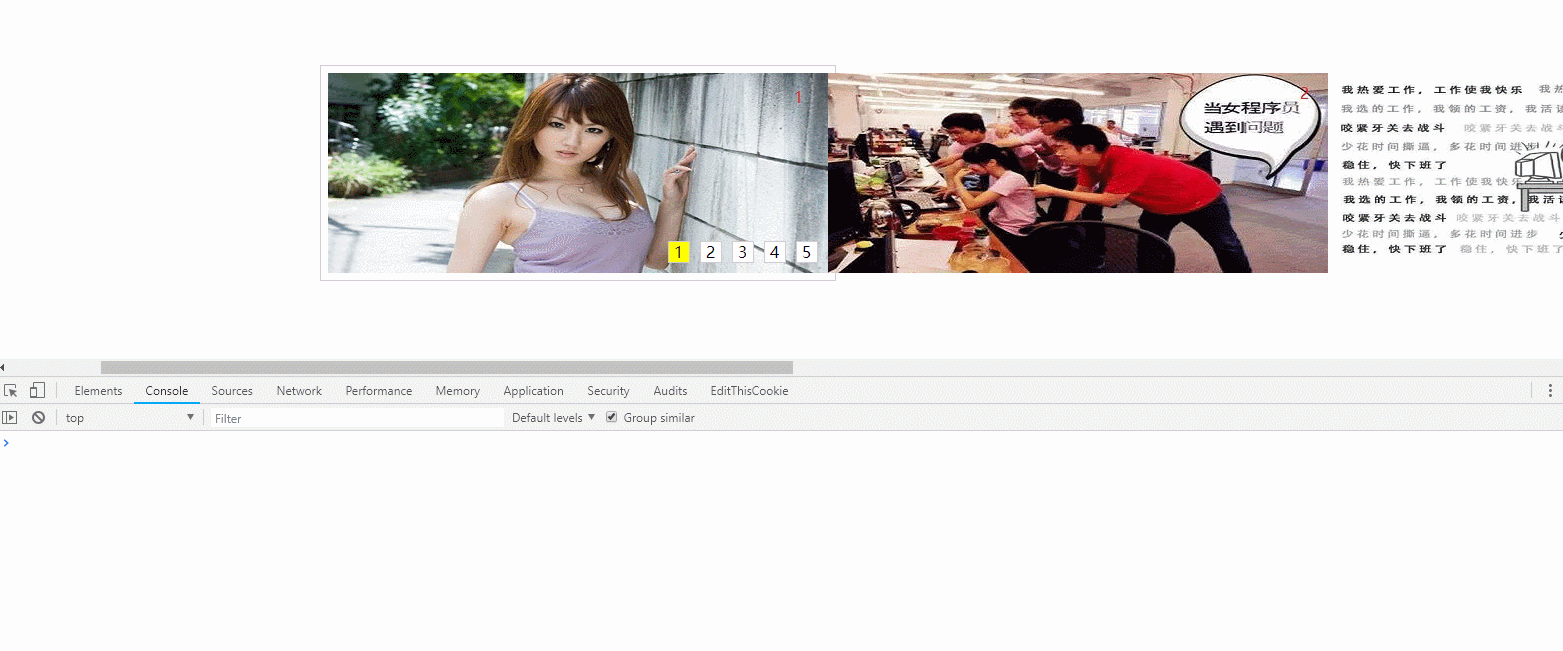 1
1 2 3 4 5
2
当女程序员
遇到问题
我热爱工作，工作使我快乐 我热
我选的工作，我领的工资，我活该
咬紧牙关去战斗 咬紧牙关去战斗
少花时间撕逼，多花时间进步
稳住，快下班了
我热爱工作，工作使我快乐
我选的工作，我领的工资，我活该
咬紧牙关去战斗 咬紧牙关去战斗
少花时间撕逼，多花时间进步
稳住，快下班了 稳住，快下班了
Elements Console Sources Network Performance Memory Application Security Audits EditThisCookie
top Filter Default levels Group similar